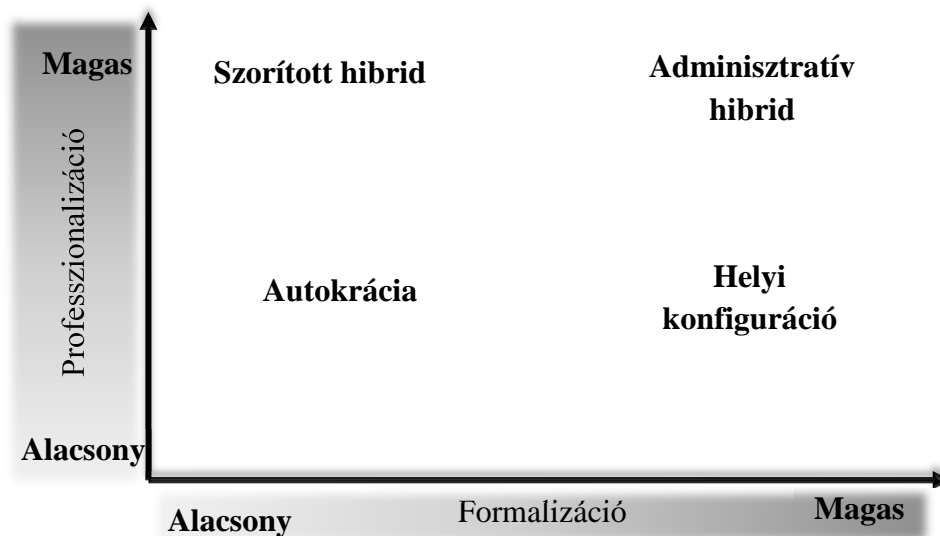 Magas
Szorított hibrid
Adminisztratív
hibrid
Professzionalizáció
Autokrácia
Helyi
konfiguráció
Alacsony
Alacsony
Formalizáció
Magas